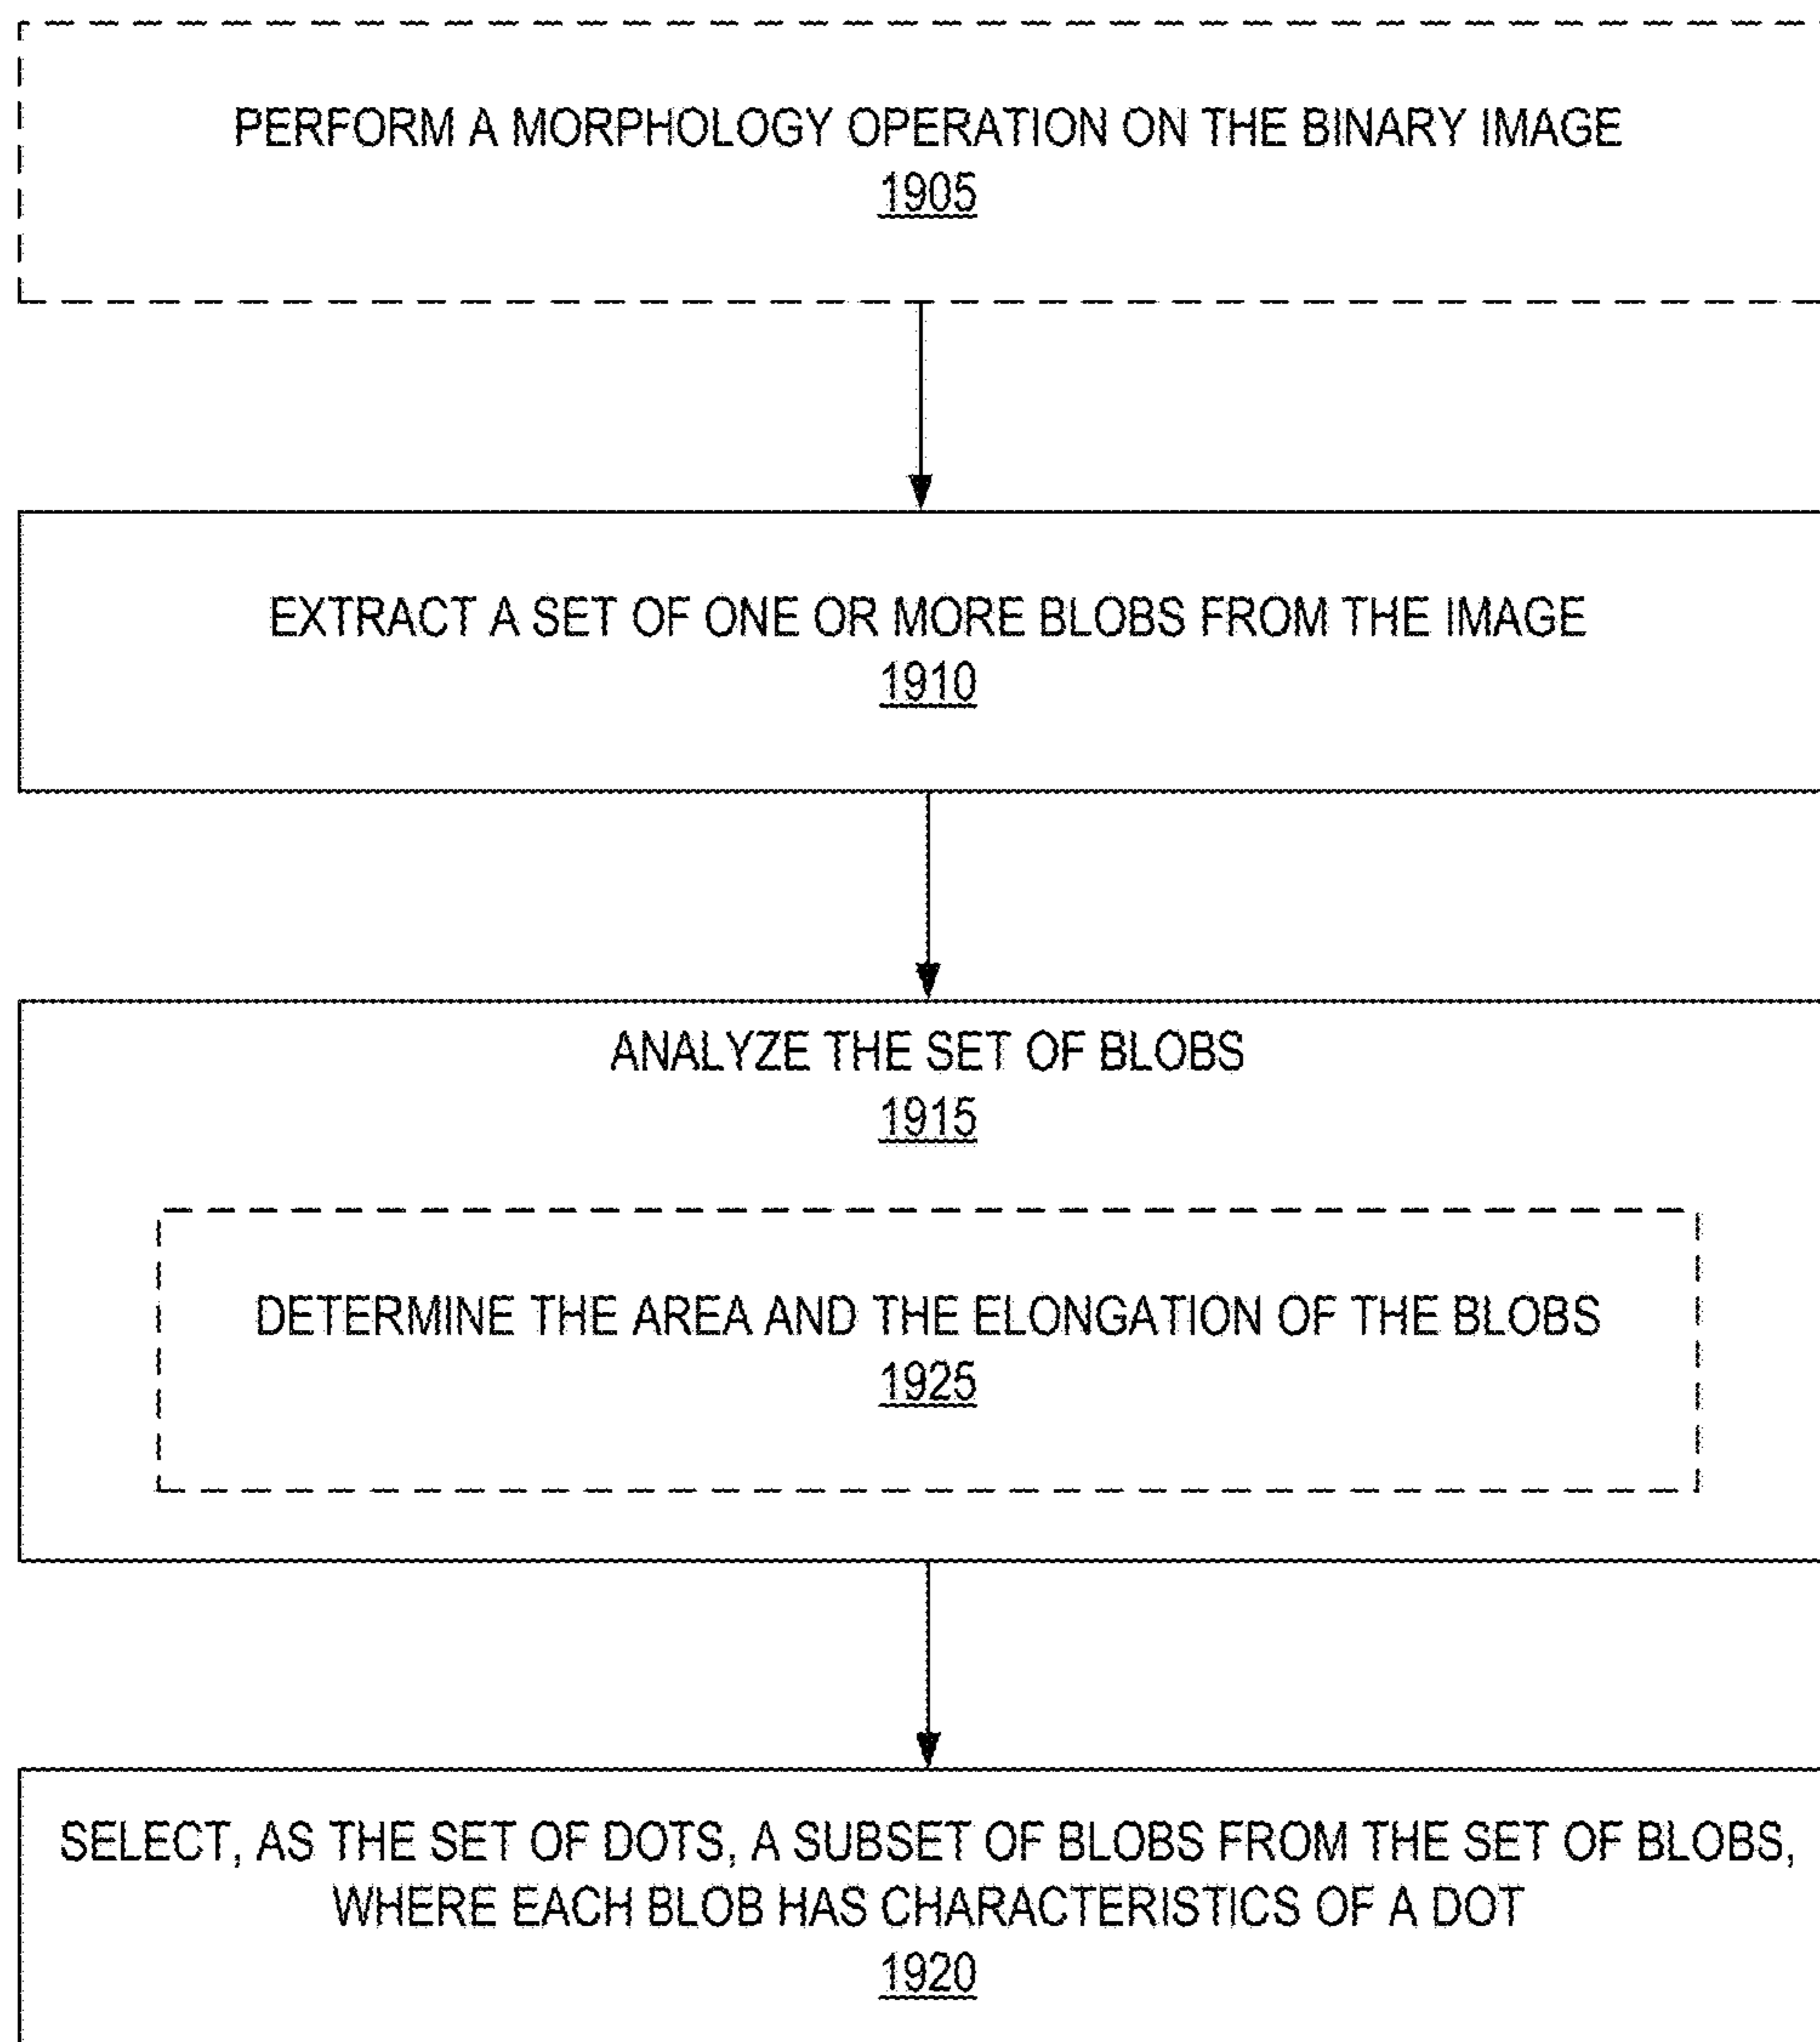 PERFORM A MORPHOLOGY OPERATION ON THE BINARY IMAGE
1905
EXTRACT A SET OF ONE OR MORE BLOBS FROM THE IMAGE
1910
ANALYZE THE SET OF BLOBS
1915
DETERMINE THE AREA AND THE ELONGATION OF THE BLOBS
1925
SELECT, AS THE SET OF DOTS, A SUBSET OF BLOBS FROM THE SET OF BLOBS,
WHERE EACH BLOB HAS CHARACTERISTICS OF A DOT
1920